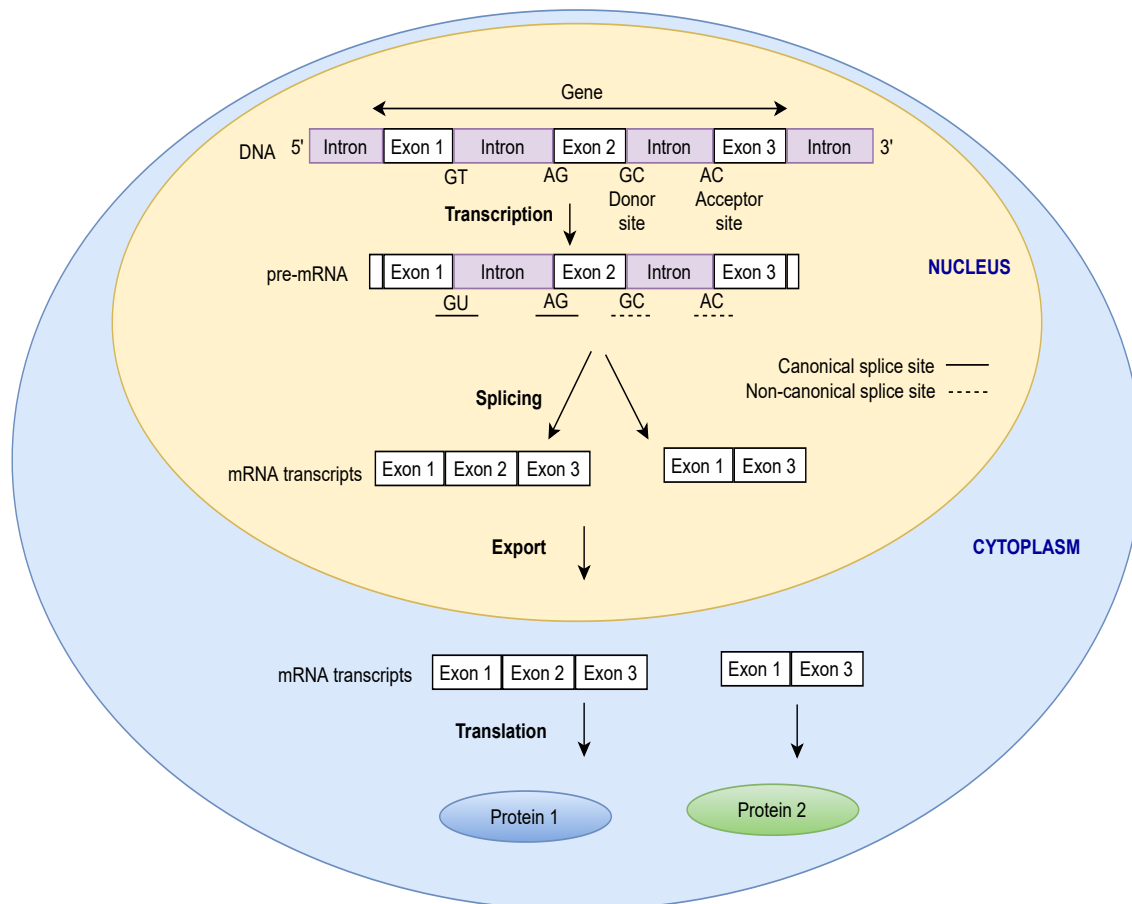 Gene
DNA 5' Intron Exon 1 Intron Exon 2 Intron Exon 3 Intron 3'
GT AG GC AC
Donor site Acceptor site
Transcription
pre-mRNA Exon 1 Intron Exon 2 Intron Exon 3
NUCLEUS
GU AG GC AC
Canonical splice site
Non-canonical splice site
Splicing
mRNA transcripts Exon 1 Exon 2 Exon 3 Exon 1 Exon 3
Export
CYTOPLASM
mRNA transcripts Exon 1 Exon 2 Exon 3 Exon 1 Exon 3
Translation
Protein 1 Protein 2